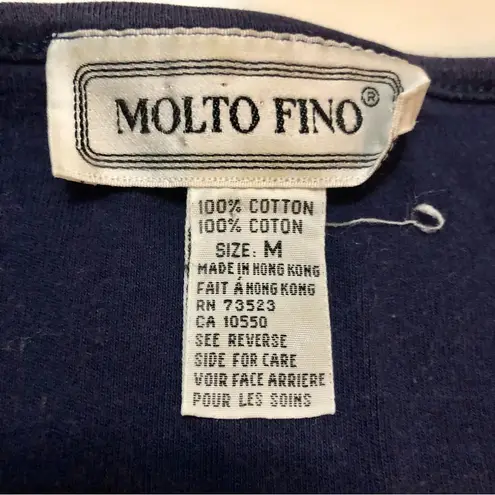 MOLTO FINO®
100% COTTON
100% COTON
SIZE: M
MADE IN HONG KONG
FAIT À HONG KONG
RN 73523
CA 10550
SEE REVERSE
SIDE FOR CARE
VOIR FACE ARRIERE
POUR LES SOINS